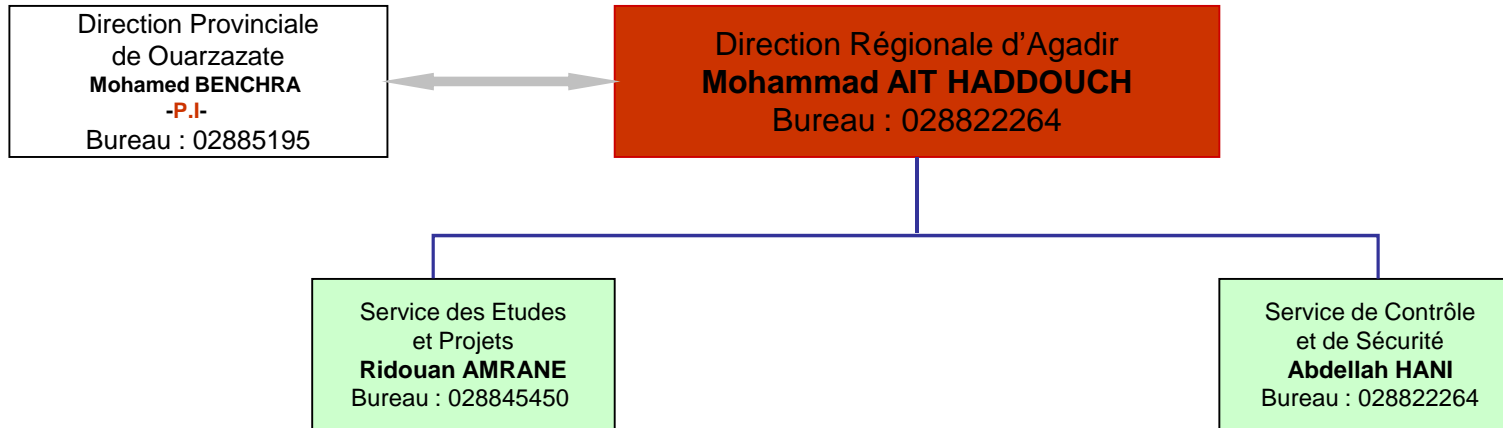 Direction Provinciale
de Ouarzazate
Mohamed BENCHRA
-P.I-
Bureau : 02885195
Direction Régionale d’Agadir
Mohammad AIT HADDOUCH
Bureau : 028822264
Service des Etudes
et Projets
Ridouan AMRANE
Bureau : 028845450
Service de Contrôle
et de Sécurité
Abdellah HANI
Bureau : 028822264